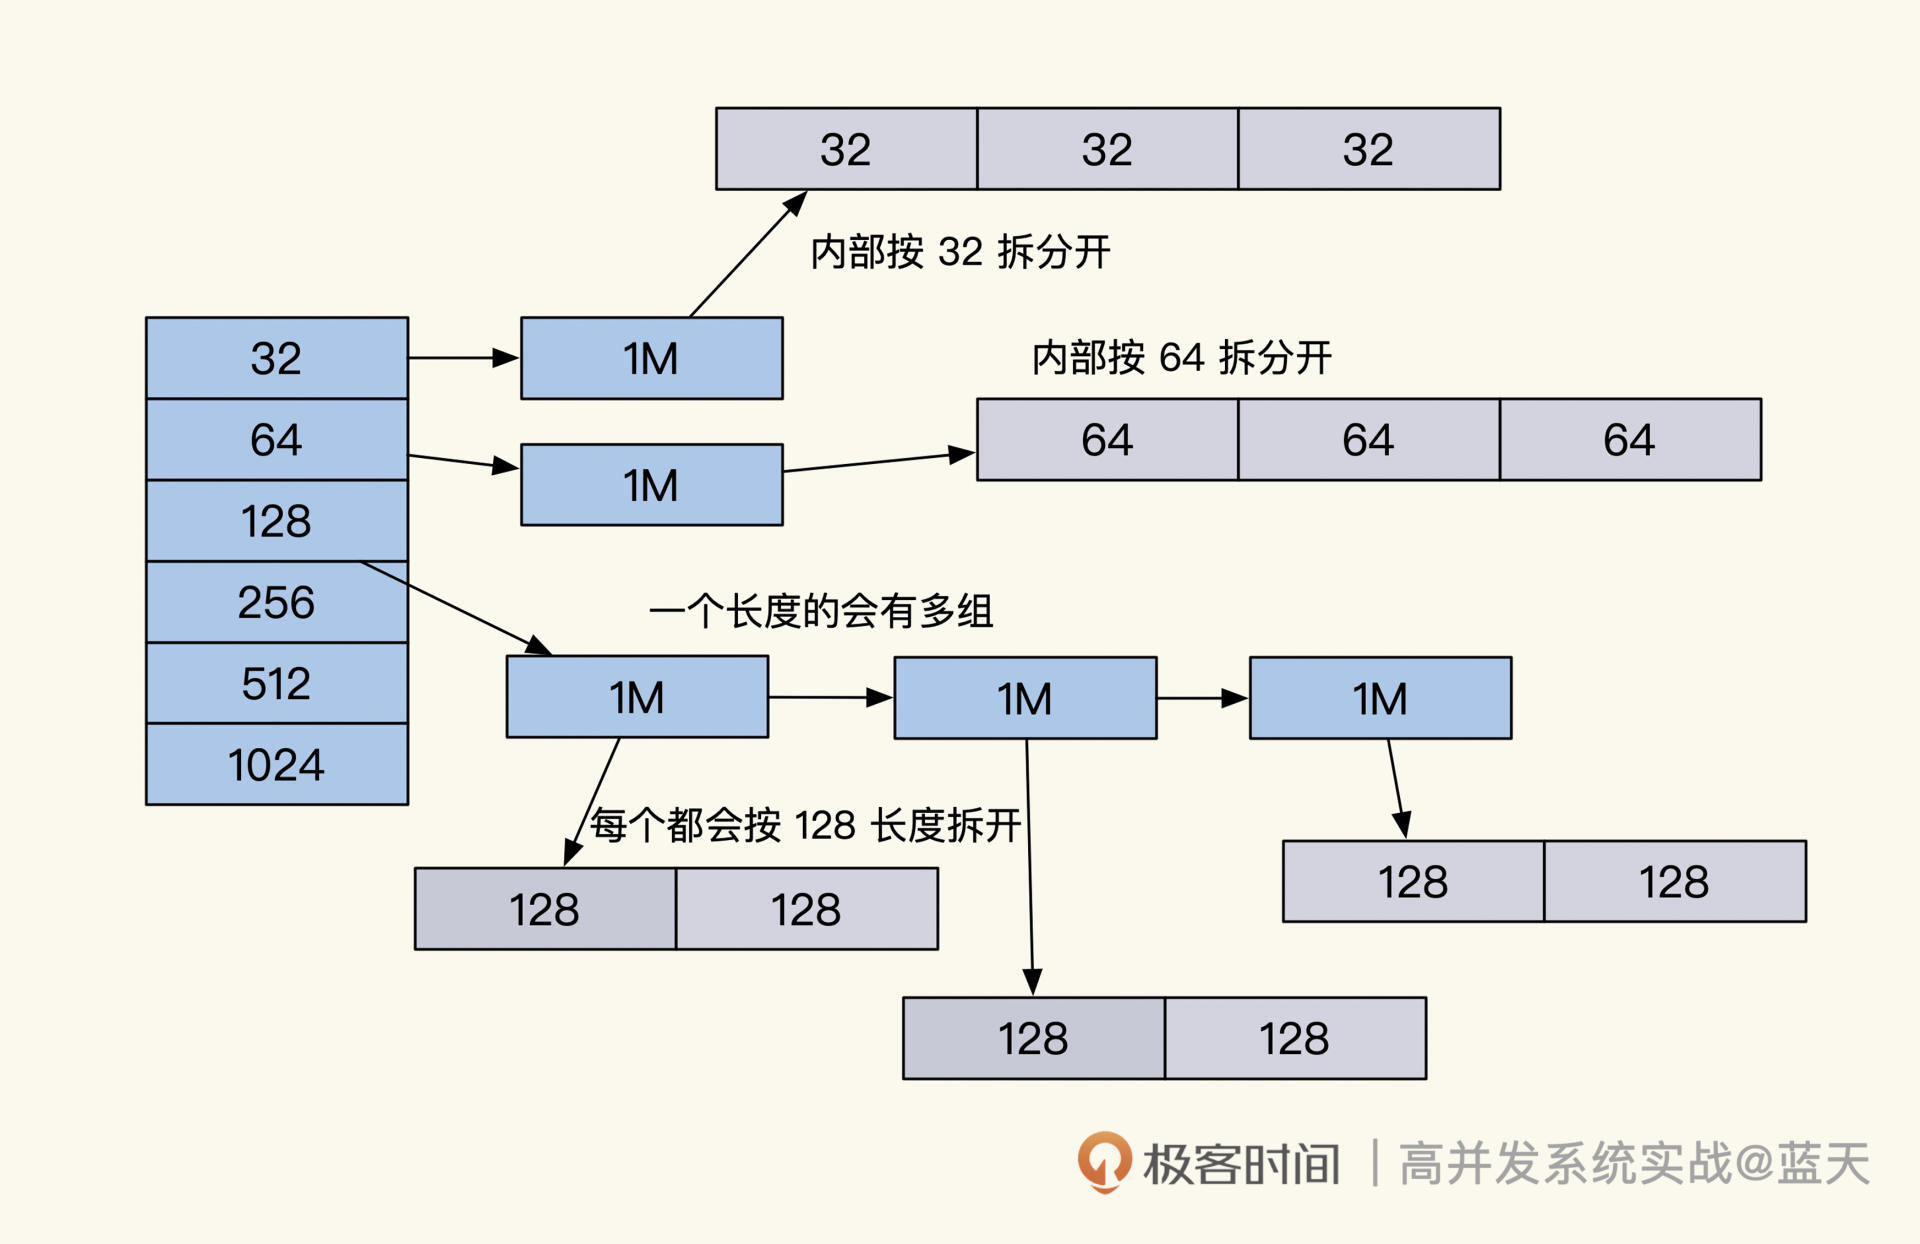 32 32 32
内部按 32 拆分开
32
1M
内部按 64 拆分开
64
1M
64 64 64
128
256
一个长度的会有多组
512
1M
1M
1M
1024
每个都会按 128 长度拆开
128 128
128 128
128 128
极客时间 | 高并发系统实战@蓝天